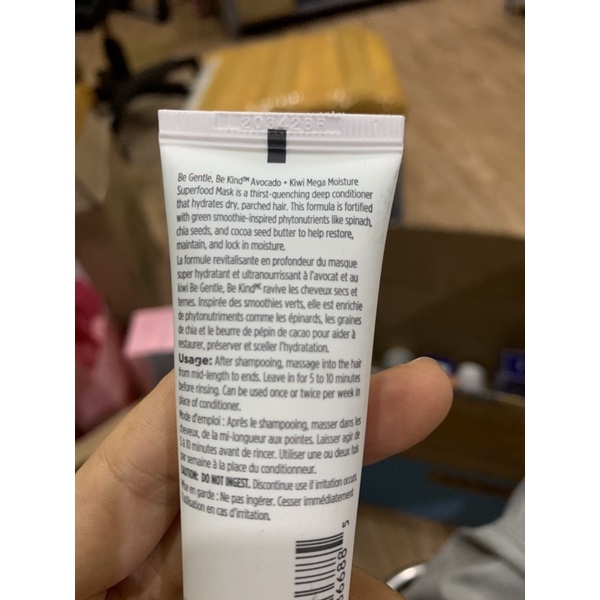 2034286
Be Gentle, Be Kind™ Avocado + Kiwi Mega Moisture
Superfood Mask is a thirst-quenching deep conditioner
that hydrates dry, parched hair. This formula is fortified
with green smoothie-inspired phytonutrients like spinach,
chia seeds, and cocoa seed butter to help restore,
maintain, and lock in moisture.
La formule revitalisante en profondeur du masque
super hydratant et ultranourrissant à l'avocat et au
kiwi Be Gentle, Be Kind🅪 ravive les cheveux secs et
ternes. Inspirée des smoothies verts, elle est enrichie
de phytonutriments comme les épinards, les graines
de chia et le beurre de pépin de cacao pour aider à
restaurer, préserver et sceller l'hydratation.
Usage: After shampooing, massage into the hair
from mid-length to ends. Leave in for 5 to 10 minutes
before rinsing. Can be used once or twice per week in
place of conditioner.
Mode d'emploi : Après le shampooing, masser dans les
cheveux, de la mi-longueur aux pointes. Laisser agir de
5 à 10 minutes avant de rincer. Utiliser une ou deux fois
par semaine à la place du conditionneur.
CAUTION: DO NOT INGEST. Discontinue use if irritation occurs.
Mise en garde : Ne pas ingérer. Cesser immédiatement
l'utilisation en cas d'irritation.